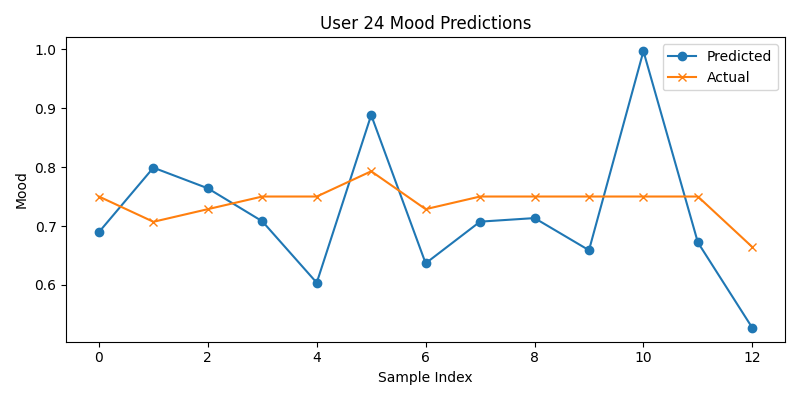 User 24 Mood Predictions
Predicted
Actual
1.0
0.9
0.8
0.7
0.6
Mood
0 2 4 6 8 10 12
Sample Index